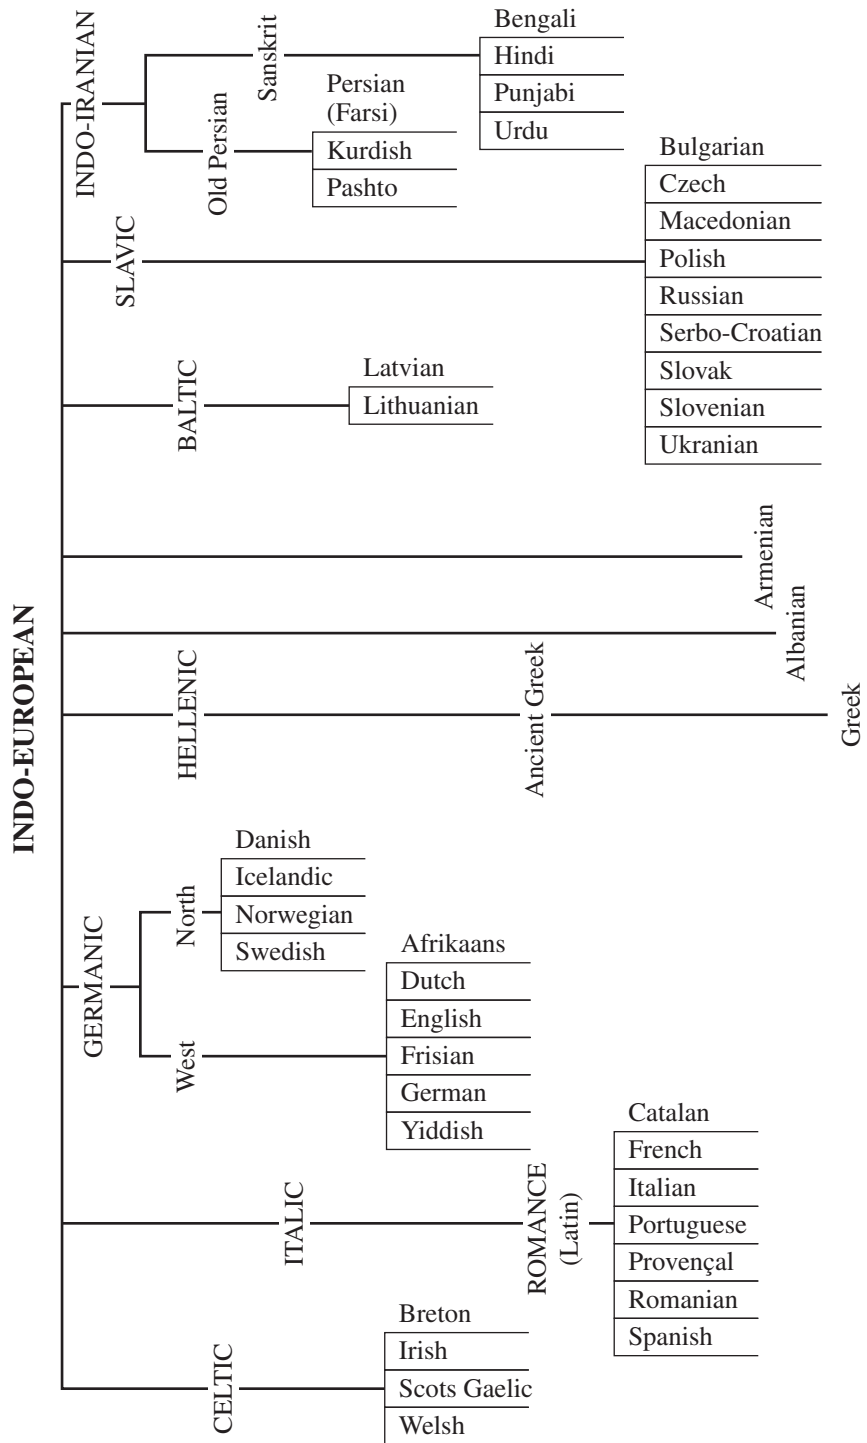 INDO-EUROPEAN
INDO-IRANIAN
Sanskrit
Bengali
Hindi
Punjabi
Urdu
Old Persian
Persian
(Farsi)
Kurdish
Pashto
SLAVIC
Bulgarian
Czech
Macedonian
Polish
Russian
Serbo-Croatian
Slovak
Slovenian
Ukranian
BALTIC
Latvian
Lithuanian
Armenian
Albanian
HELLENIC
Ancient Greek
Greek
GERMANIC
North
Danish
Icelandic
Norwegian
Swedish
West
Afrikaans
Dutch
English
Frisian
German
Yiddish
ITALIC
ROMANCE
(Latin)
Catalan
French
Italian
Portuguese
Provençal
Romanian
Spanish
CELTIC
Breton
Irish
Scots Gaelic
Welsh